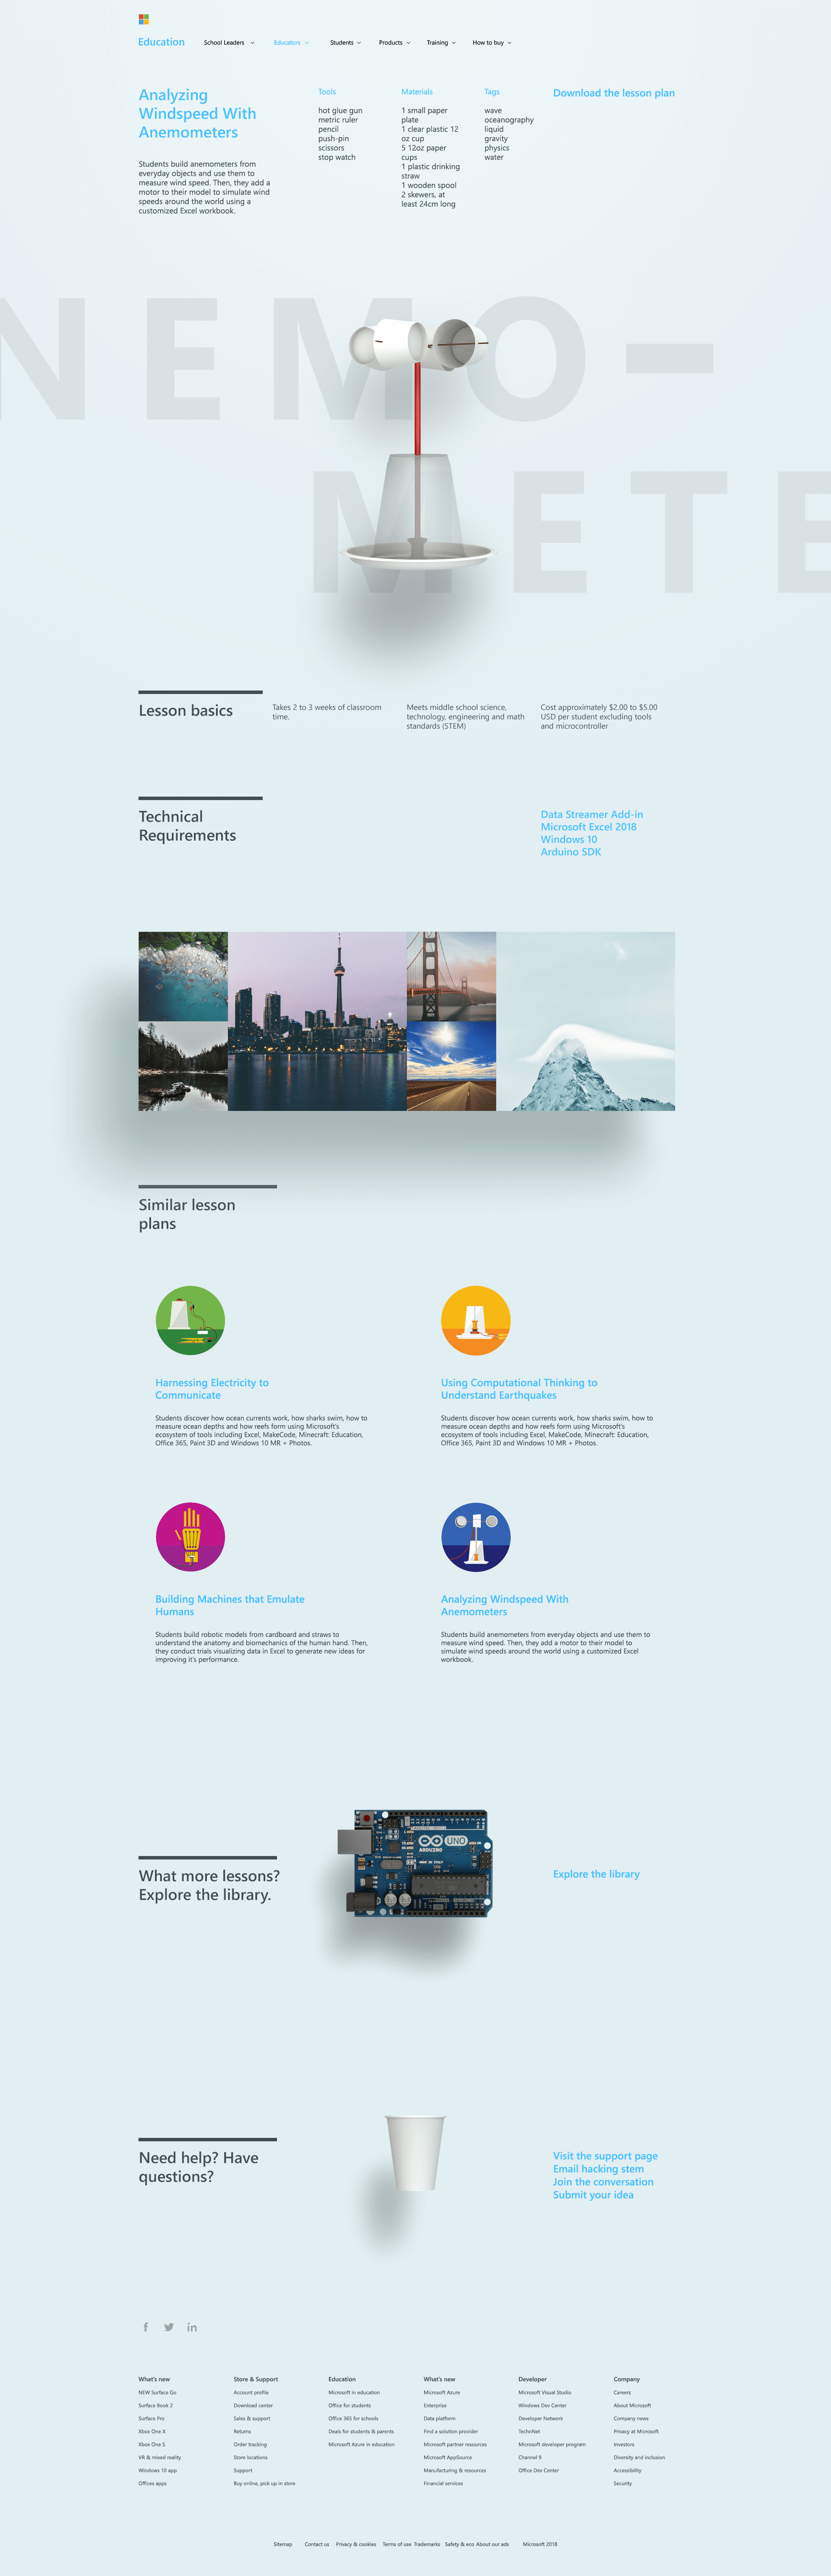 Education
School Leaders
Educators
Students
Products
Training
How to buy
Analyzing
Windspeed With
Anemometers
Students build anemometers from
everyday objects and use them to
measure wind speed. Then, they add a
motor to their model to simulate wind
speeds around the world using a
customized Excel workbook.
Tools
hot glue gun
metric ruler
pencil
push-pin
scissors
stop watch
Materials
1 small paper
plate
1 clear plastic 12
oz cup
5 12oz paper
cups
1 plastic drinking
straw
1 wooden spool
2 skewers, at
least 24cm long
Tags
wave
oceanography
liquid
gravity
physics
water
Download the lesson plan
NEMO-
METE
Lesson basics
Takes 2 to 3 weeks of classroom
time.
Meets middle school science,
technology, engineering and math
standards (STEM)
Cost approximately $2.00 to $5.00
USD per student excluding tools
and microcontroller
Technical
Requirements
Data Streamer Add-in
Microsoft Excel 2018
Windows 10
Arduino SDK
Similar lesson
plans
Harnessing Electricity to
Communicate
Students discover how ocean currents work, how sharks swim, how to
measure ocean depths and how reefs form using Microsoft's
ecosystem of tools including Excel, MakeCode, Minecraft: Education,
Office 365, Paint 3D and Windows 10 MR + Photos.
Using Computational Thinking to
Understand Earthquakes
Students discover how ocean currents work, how sharks swim, how to
measure ocean depths and how reefs form using Microsoft's
ecosystem of tools including Excel, MakeCode, Minecraft: Education,
Office 365, Paint 3D and Windows 10 MR + Photos.
Building Machines that Emulate
Humans
Students build robotic models from cardboard and straws to
understand the anatomy and biomechanics of the human hand. Then,
they conduct trials visualizing data in Excel to generate new ideas for
improving it's performance.
Analyzing Windspeed With
Anemometers
Students build anemometers from everyday objects and use them to
measure wind speed. Then, they add a motor to their model to
simulate wind speeds around the world using a customized Excel
workbook.
What more lessons?
Explore the library.
UNO
ARDUINO
Explore the library
Need help? Have
questions?
Visit the support page
Email hacking stem
Join the conversation
Submit your idea
What's new
NEW Surface Go
Surface Book 2
Surface Pro
Xbox One X
Xbox One S
VR & mixed reality
Windows 10 app
Offices apps
Store & Support
Account profile
Download center
Sales & support
Returns
Order tracking
Store locations
Support
Buy online, pick up in store
Education
Microsoft in education
Office for students
Office 365 for schools
Deals for students & parents
Microsoft Azure in education
What's new
Microsoft Azure
Enterprise
Data platform
Find a solution provider
Microsoft partner resources
Microsoft AppSource
Manufacturing & resources
Financial services
Developer
Microsoft Visual Studio
Windows Dev Center
Developer Network
TechnNet
Microsoft developer program
Channel 9
Office Dev Center
Company
Careers
About Microsoft
Company news
Privacy at Microsoft
Investors
Diversity and inclusion
Accessibility
Security
Sitemap
Contact us
Privacy & cookies
Terms of use
Trademarks
Safety & eco
About our ads
Microsoft 2018